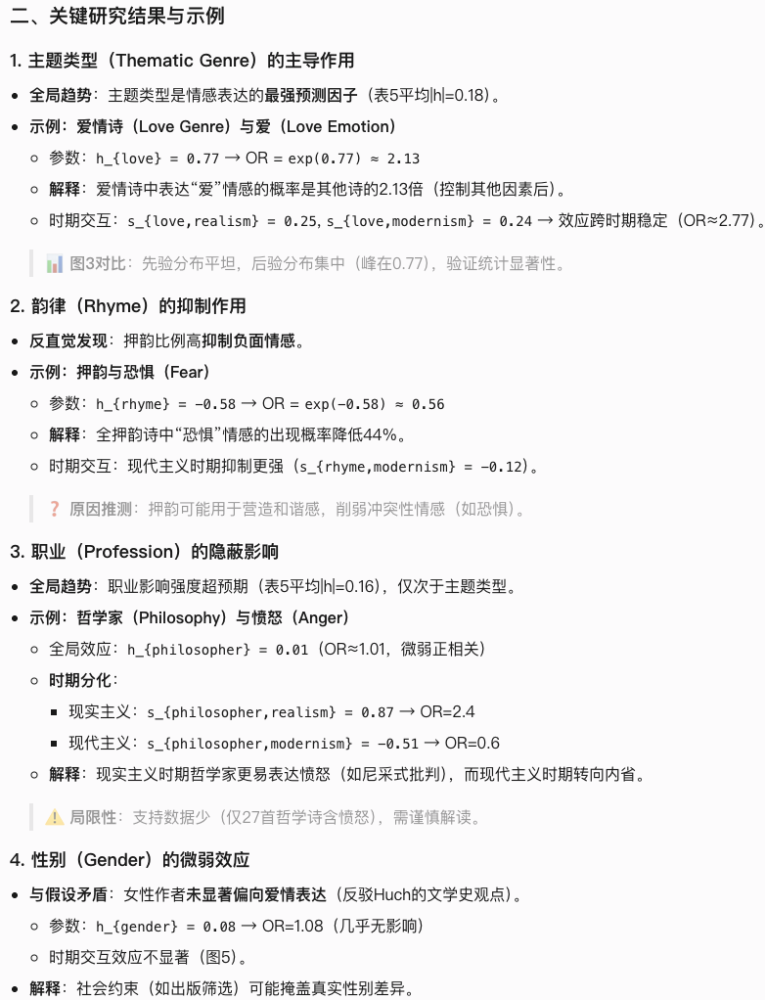 二、关键研究结果与示例
1. 主题类型（Thematic Genre）的主导作用
• 全局趋势：主题类型是情感表达的最强预测因子（表5平均|h|=0.18）。
• 示例：爱情诗（Love Genre）与爱（Love Emotion）
○ 参数：h_{love} = 0.77 → OR = exp(0.77) ≈ 2.13
○ 解释：爱情诗中表达“爱”情感的概率是其他诗的2.13倍（控制其他因素后）。
○ 时期交互：s_{love,realism} = 0.25, s_{love,modernism} = 0.24 → 效应跨时期稳定（OR≈2.77）。
📊 图3对比：先验分布平坦，后验分布集中（峰在0.77），验证统计显著性。
2. 韵律（Rhyme）的抑制作用
• 反直觉发现：押韵比例高抑制负面情感。
• 示例：押韵与恐惧（Fear）
○ 参数：h_{rhyme} = -0.58 → OR = exp(-0.58) ≈ 0.56
○ 解释：全押韵诗中“恐惧”情感的出现概率降低44%。
○ 时期交互：现代主义时期抑制更强（s_{rhyme,modernism} = -0.12）。
❓ 原因推测：押韵可能用于营造和谐感，削弱冲突性情感（如恐惧）。
3. 职业（Profession）的隐蔽影响
• 全局趋势：职业影响强度超预期（表5平均|h|=0.16），仅次于主题类型。
• 示例：哲学家（Philosophy）与愤怒（Anger）
○ 全局效应：h_{philosopher} = 0.01（OR≈1.01，微弱正相关）
○ 时期分化：
▪ 现实主义：s_{philosopher,realism} = 0.87 → OR=2.4
▪ 现代主义：s_{philosopher,modernism} = -0.51 → OR=0.6
○ 解释：现实主义时期哲学家更易表达愤怒（如尼采式批判），而现代主义时期转向内省。
⚠️ 局限性：支持数据少（仅27首哲学诗含愤怒），需谨慎解读。
4. 性别（Gender）的微弱效应
• 与假设矛盾：女性作者未显著偏向爱情表达（反驳Huch的文学史观点）。
○ 参数：h_{gender} = 0.08 → OR=1.08（几乎无影响）
○ 时期交互效应不显著（图5）。
• 解释：社会约束（如出版筛选）可能掩盖真实性别差异。